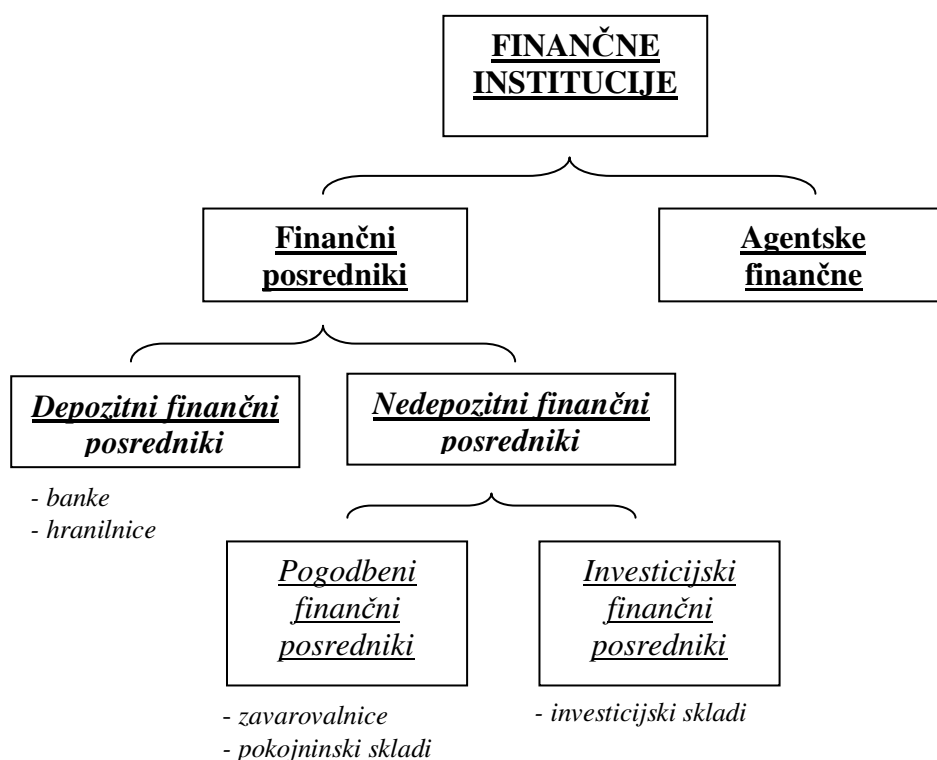 FINANČNE
INSTITUCIJE
Finančni
posredniki
Agentske
finančne
Depozitni finančni
posredniki
Nedepozitni finančni
posredniki
- banke
- hranilnice
Pogodbeni
finančni
posredniki
Investicijski
finančni
posredniki
- zavarovalnice
- pokojninski skladi
- investicijski skladi